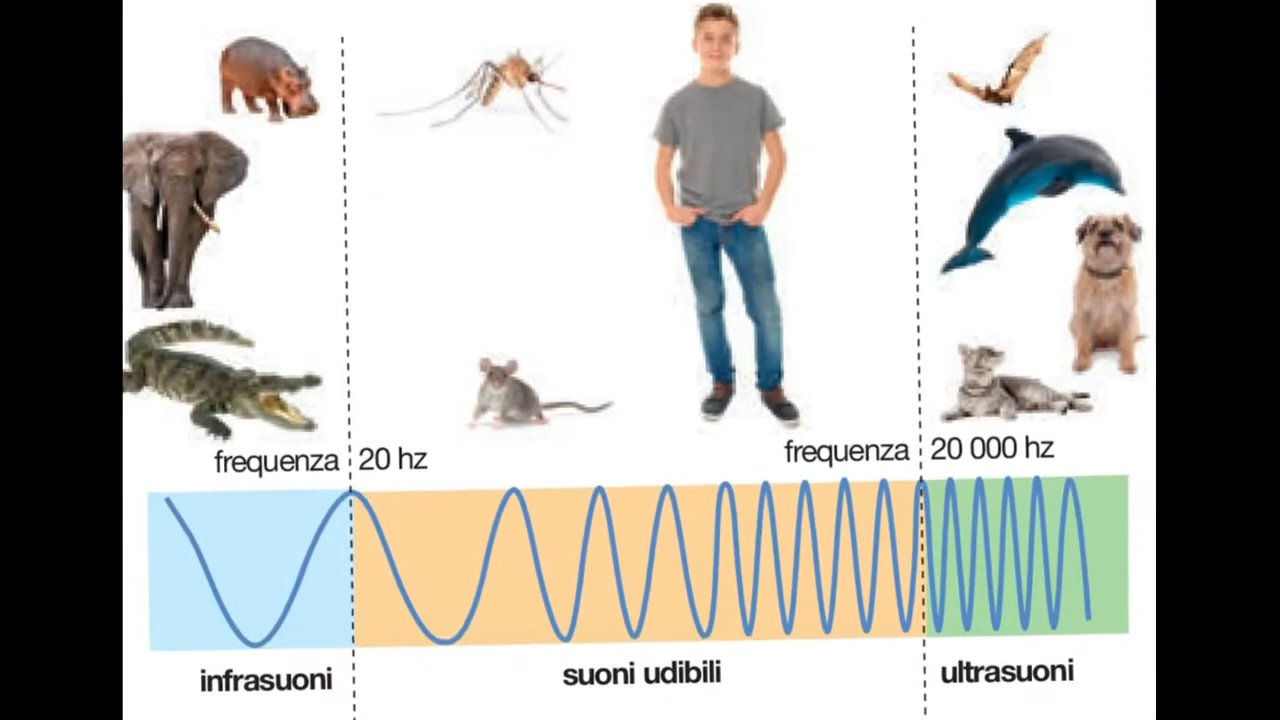 frequenza 20 hz
frequenza 20 000 hz
infrasuoni
suoni udibili
ultrasuoni